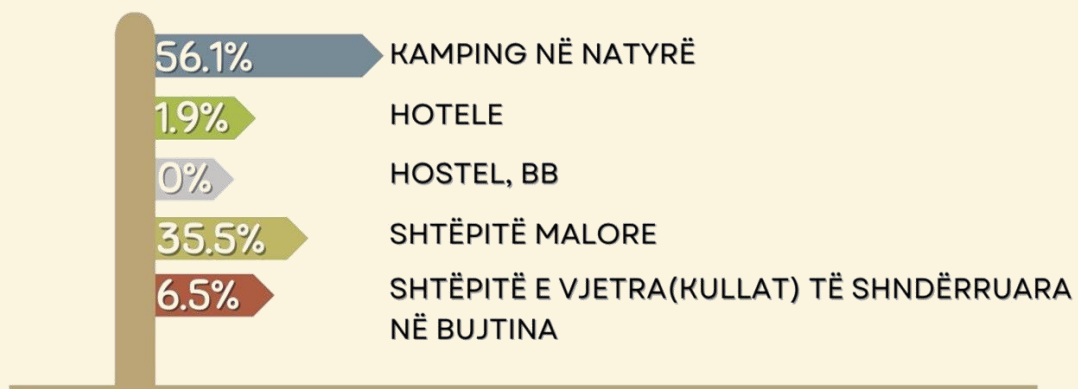 56.1% KAMPING NË NATYRË
1.9% HOTELE
0% HOSTEL, BB
35.5% SHTËPITË MALORE
6.5% SHTËPITË E VJETRA(KULLAT) TË SHNDËRRUARA
NË BUJTINA